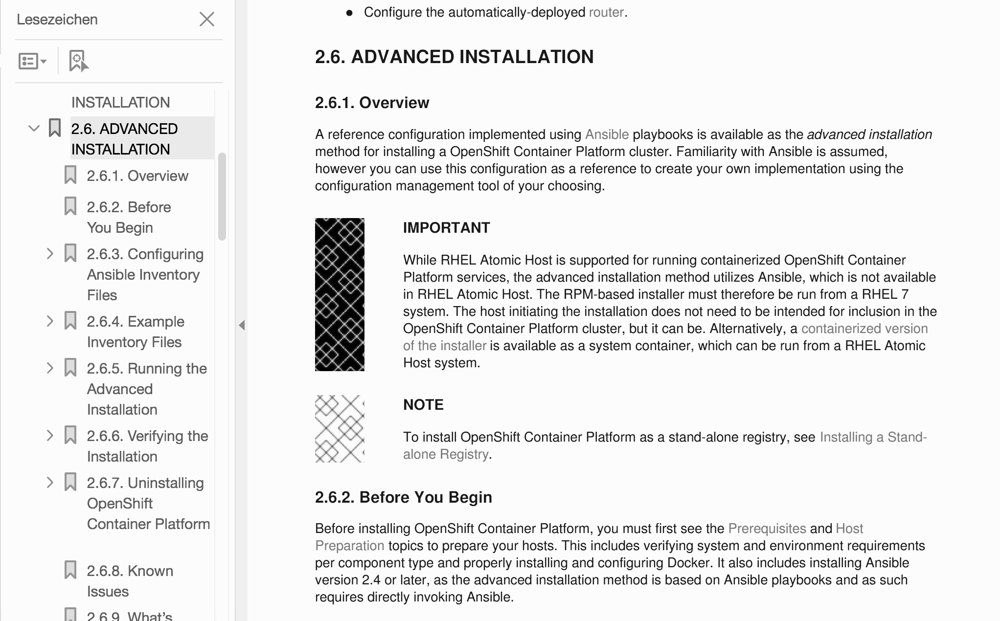 Lesezeichen
INSTALLATION
2.6. ADVANCED
INSTALLATION
2.6.1. Overview
2.6.2. Before
You Begin
2.6.3. Configuring
Ansible Inventory
Files
2.6.4. Example
Inventory Files
2.6.5. Running the
Advanced
Installation
2.6.6. Verifying the
Installation
2.6.7. Uninstalling
OpenShift
Container Platform
2.6.8. Known
Issues
2.6.9. What's
● Configure the automatically-deployed router.
2.6. ADVANCED INSTALLATION
2.6.1. Overview
A reference configuration implemented using Ansible playbooks is available as the advanced installation
method for installing a OpenShift Container Platform cluster. Familiarity with Ansible is assumed,
however you can use this configuration as a reference to create your own implementation using the
configuration management tool of your choosing.
IMPORTANT
While RHEL Atomic Host is supported for running containerized OpenShift Container
Platform services, the advanced installation method utilizes Ansible, which is not available
in RHEL Atomic Host. The RPM-based installer must therefore be run from a RHEL 7
system. The host initiating the installation does not need to be intended for inclusion in the
OpenShift Container Platform cluster, but it can be. Alternatively, a containerized version
of the installer is available as a system container, which can be run from a RHEL Atomic
Host system.
NOTE
To install OpenShift Container Platform as a stand-alone registry, see Installing a Stand-
alone Registry.
2.6.2. Before You Begin
Before installing OpenShift Container Platform, you must first see the Prerequisites and Host
Preparation topics to prepare your hosts. This includes verifying system and environment requirements
per component type and properly installing and configuring Docker. It also includes installing Ansible
version 2.4 or later, as the advanced installation method is based on Ansible playbooks and as such
requires directly invoking Ansible.